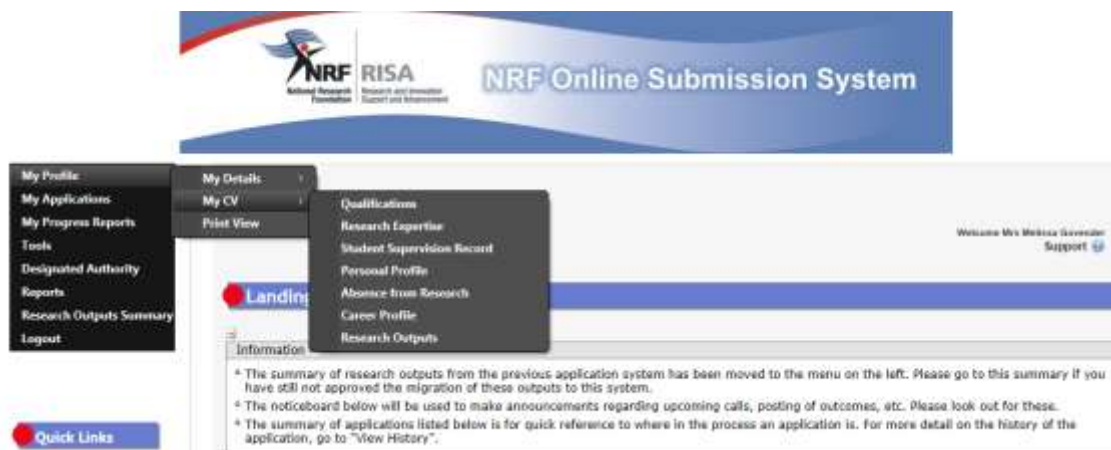 NRF
RISA
National Research
Foundation
Research and Innovation
Support and Advancement
NRF Online Submission System
My Profile
My Applications
My Progress Reports
Tools
Designated Authority
Reports
Research Outputs Summary
Logout
My Details
My CV
Print View
Qualifications
Research Expertise
Student Supervision Record
Personal Profile
Absence from Research
Career Profile
Research Outputs
Welcome Mrs Melissa Govender
Support
Landing
Information
* The summary of research outputs from the previous application system has been moved to the menu on the left. Please go to this summary if you
have still not approved the migration of these outputs to this system.
* The noticeboard below will be used to make announcements regarding upcoming calls, posting of outcomes, etc. Please look out for these.
* The summary of applications listed below is for quick reference to where in the process an application is. For more detail on the history of the
application, go to "View History".
Quick Links